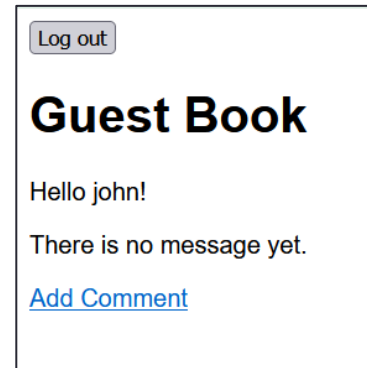 Log out
Guest Book
Hello john!
There is no message yet.
Add Comment